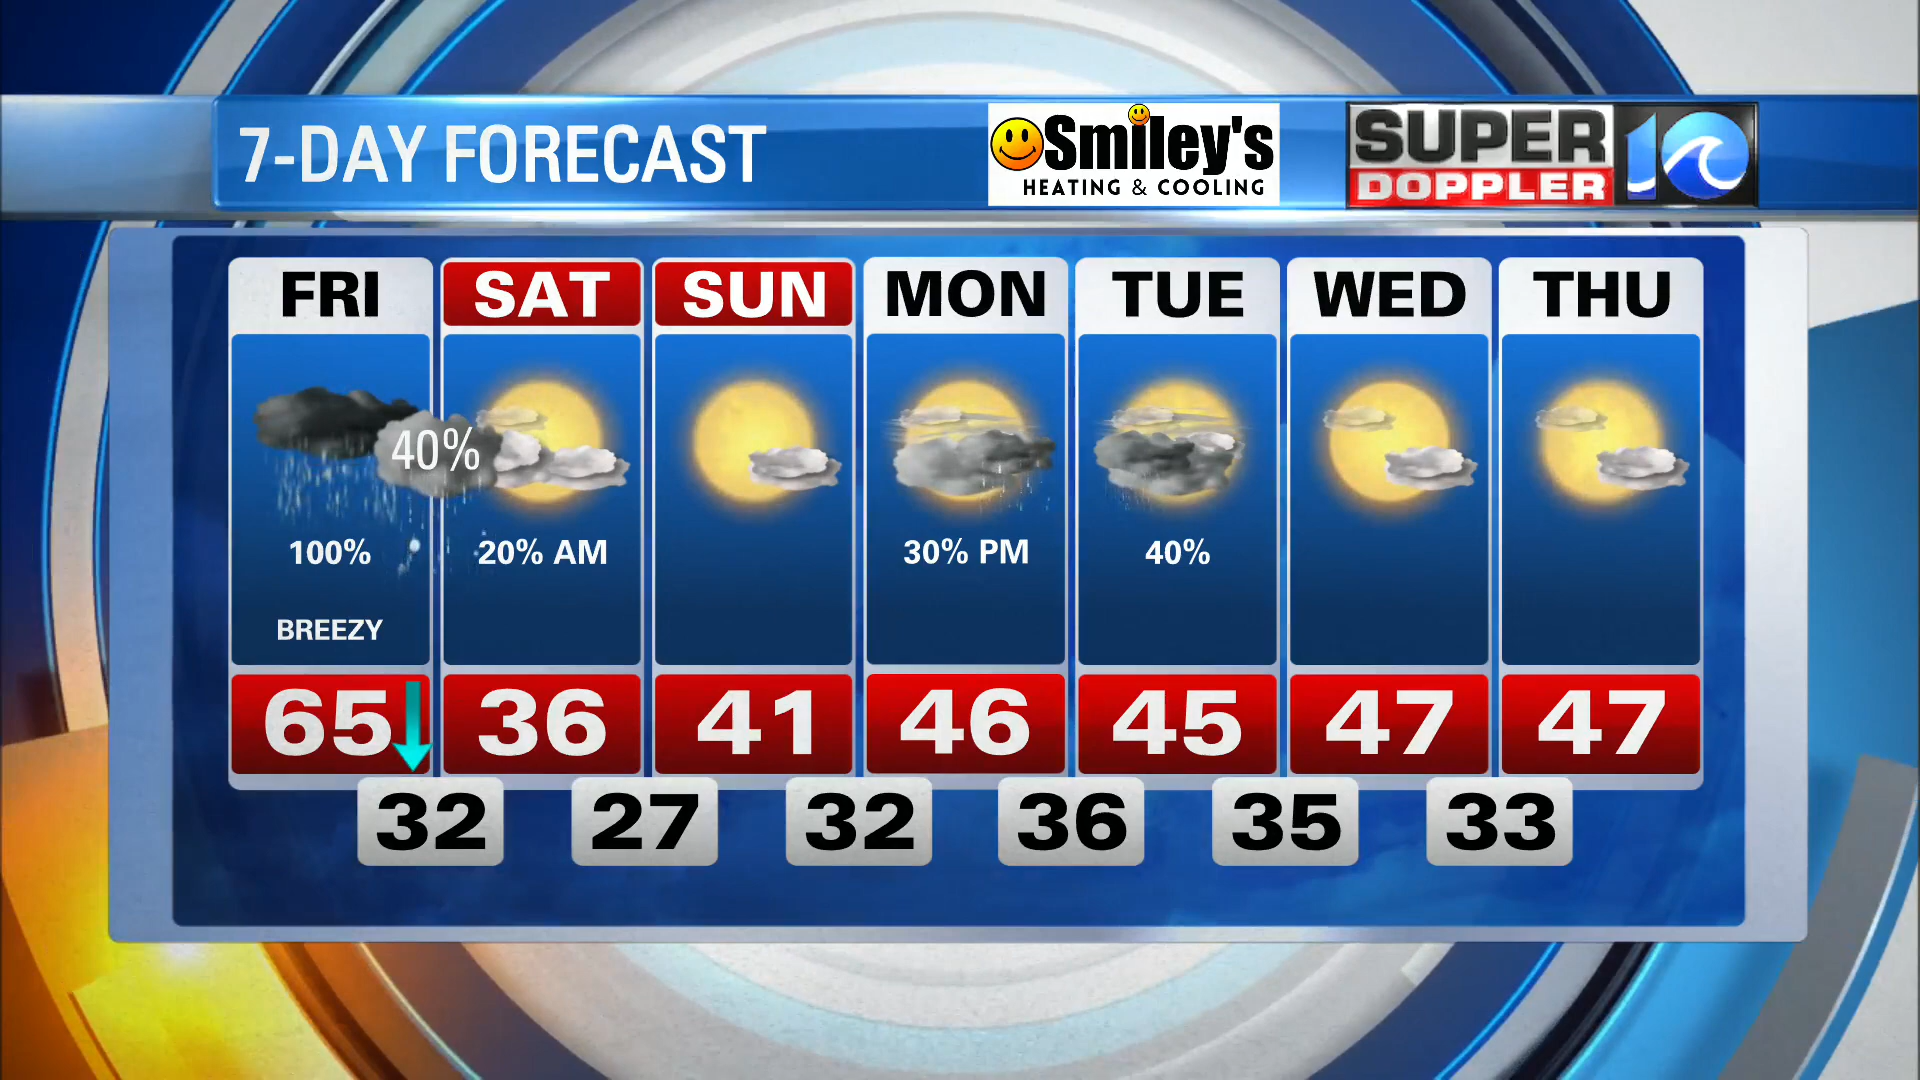 7-DAY FORECAST
Smiley's
HEATING & COOLING
SUPER
DOPPLER
10
FRI
SAT
SUN
MON
TUE
WED
THU
40%
100%
20% AM
30% PM
40%
BREEZY
65
36
41
46
45
47
47
32
27
32
36
35
33